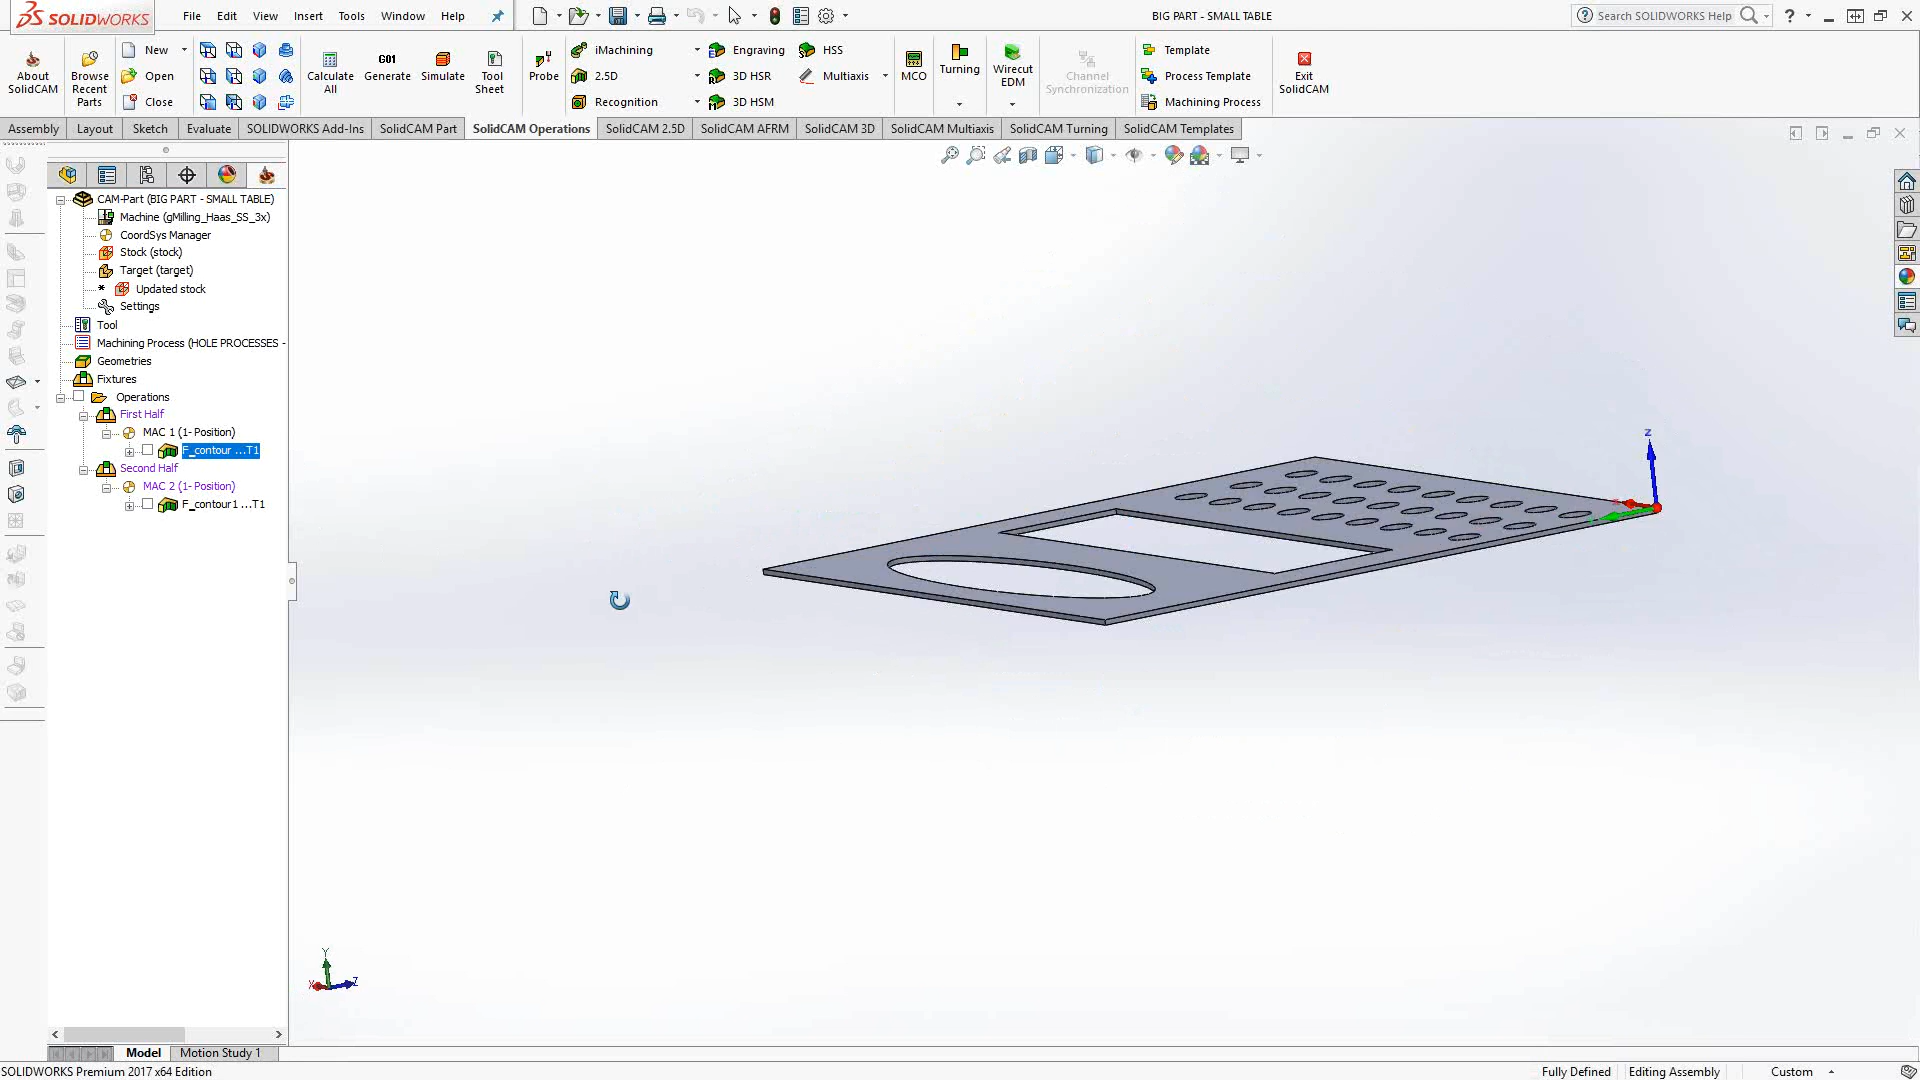 SOLIDWORKS
File Edit View Insert Tools Window Help
BIG PART - SMALL TABLE
Search SOLIDWORKS Help
About SolidCAM
Browse Recent Parts
New
Open
Close
Calculate All
G01
Generate
Simulate
Tool Sheet
Probe
iMachining
2.5D
Recognition
Engraving
3D HSR
3D HSM
HSS
Multiaxis
MCO
Turning
Wirecut EDM
Channel Synchronization
Template
Process Template
Machining Process
Exit SolidCAM
Assembly Layout Sketch Evaluate SOLIDWORKS Add-Ins SolidCAM Part SolidCAM Operations SolidCAM 2.5D SolidCAM AFRM SolidCAM 3D SolidCAM Multiaxis SolidCAM Turning SolidCAM Templates
CAM-Part (BIG PART - SMALL TABLE)
Machine (gMilling_Haas_SS_3x)
CoordSys Manager
Stock (stock)
Target (target)
* Updated stock
Settings
Tool
Machining Process (HOLE PROCESSES -
Geometries
Fixtures
Operations
First Half
MAC 1 (1- Position)
F_contour ...T1
Second Half
MAC 2 (1- Position)
F_contour1 ...T1
Z
Y
X
Z
Model Motion Study 1
SOLIDWORKS Premium 2017 x64 Edition
Fully Defined Editing Assembly Custom